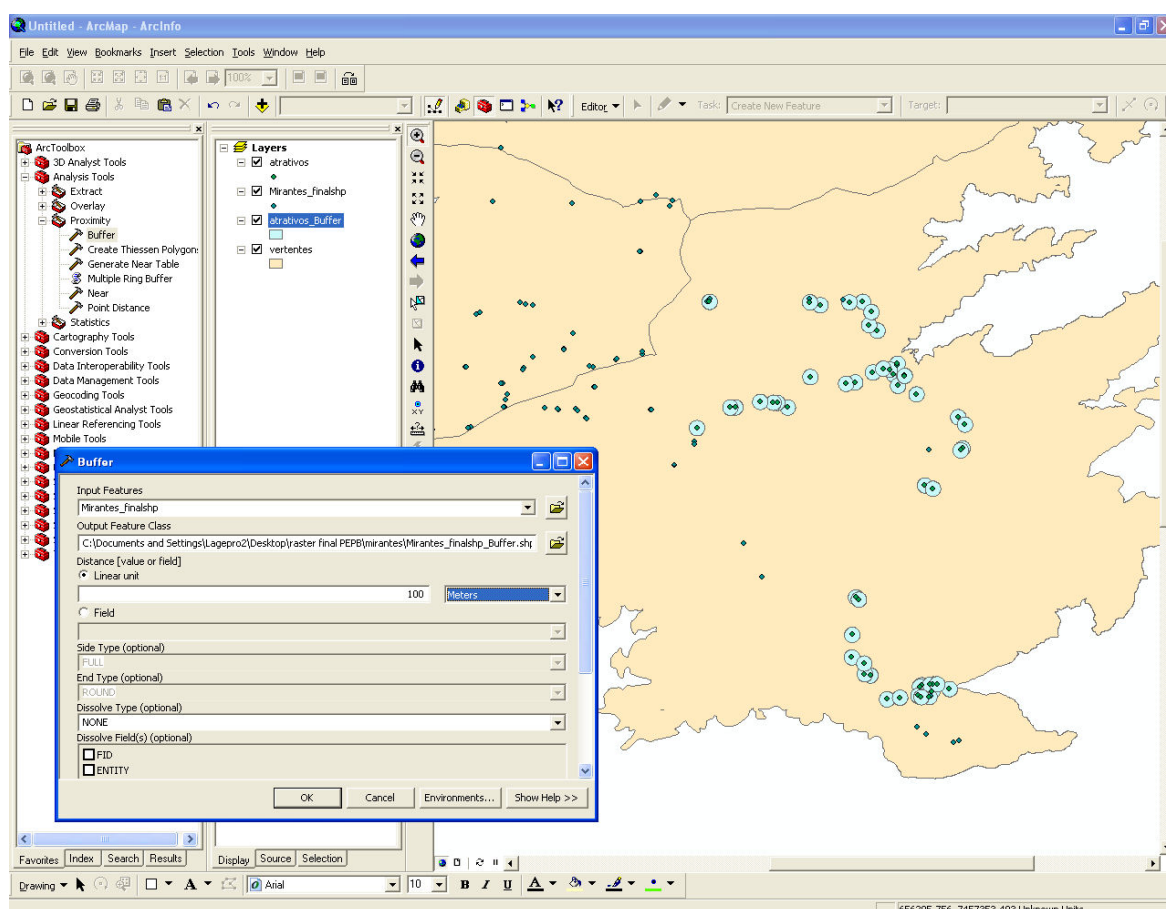 Untitled - ArcMap - ArcInfo
File Edit View Bookmarks Insert Selection Tools Window Help
100%
Editor Task: Create New Feature Target:
ArcToolbox
3D Analyst Tools
Analysis Tools
Extract
Overlay
Proximity
Buffer
Create Thiessen Polygon
Generate Near Table
Multiple Ring Buffer
Near
Point Distance
Statistics
Cartography Tools
Conversion Tools
Data Interoperability Tools
Data Management Tools
Geocoding Tools
Geostatistical Analyst Tools
Linear Referencing Tools
Mobile Tools
Layers
atrativos
Mirantes_finalshp
atrativos_Buffer
vertentes
XY
Buffer
Input Features
Mirantes_finalshp
Output Feature Class
C:\Documents and Settings\Lagepro2\Desktop\raster final PEPB\mirantes\Mirantes_finalshp_Buffer.shp
Distance [value or field]
Linear unit
100 Meters
Field
Side Type (optional)
FULL
End Type (optional)
ROUND
Dissolve Type (optional)
NONE
Dissolve Field(s) (optional)
FID
ENTITY
OK Cancel Environments... Show Help >>
Favorites Index Search Results
Display Source Selection
Drawing A Arial 10 B I U A